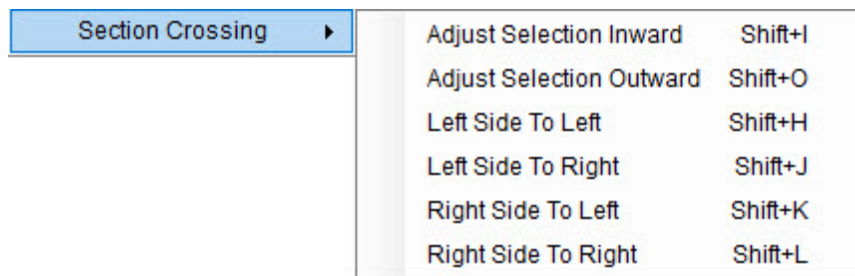 Section Crossing
Adjust Selection Inward Shift+I
Adjust Selection Outward Shift+O
Left Side To Left Shift+H
Left Side To Right Shift+J
Right Side To Left Shift+K
Right Side To Right Shift+L